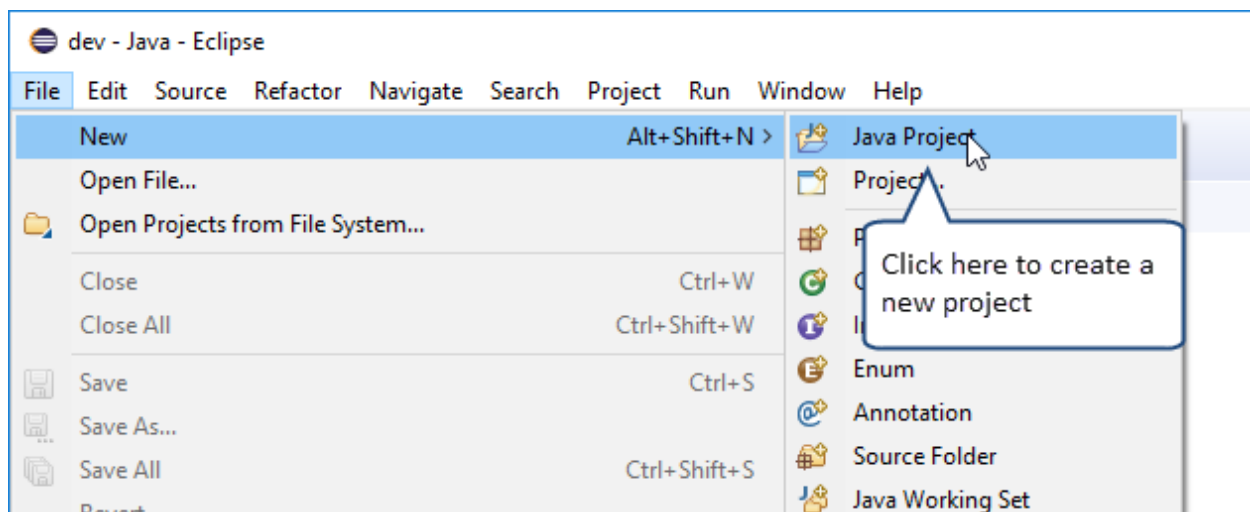 dev - Java - Eclipse
File Edit Source Refactor Navigate Search Project Run Window Help
New Alt+Shift+N >
Open File...
Open Projects from File System...
Close Ctrl+W
Close All Ctrl+Shift+W
Save Ctrl+S
Save As...
Save All Ctrl+Shift+S
Java Project
Project...
Click here to create a
new project
Enum
Annotation
Source Folder
Java Working Set